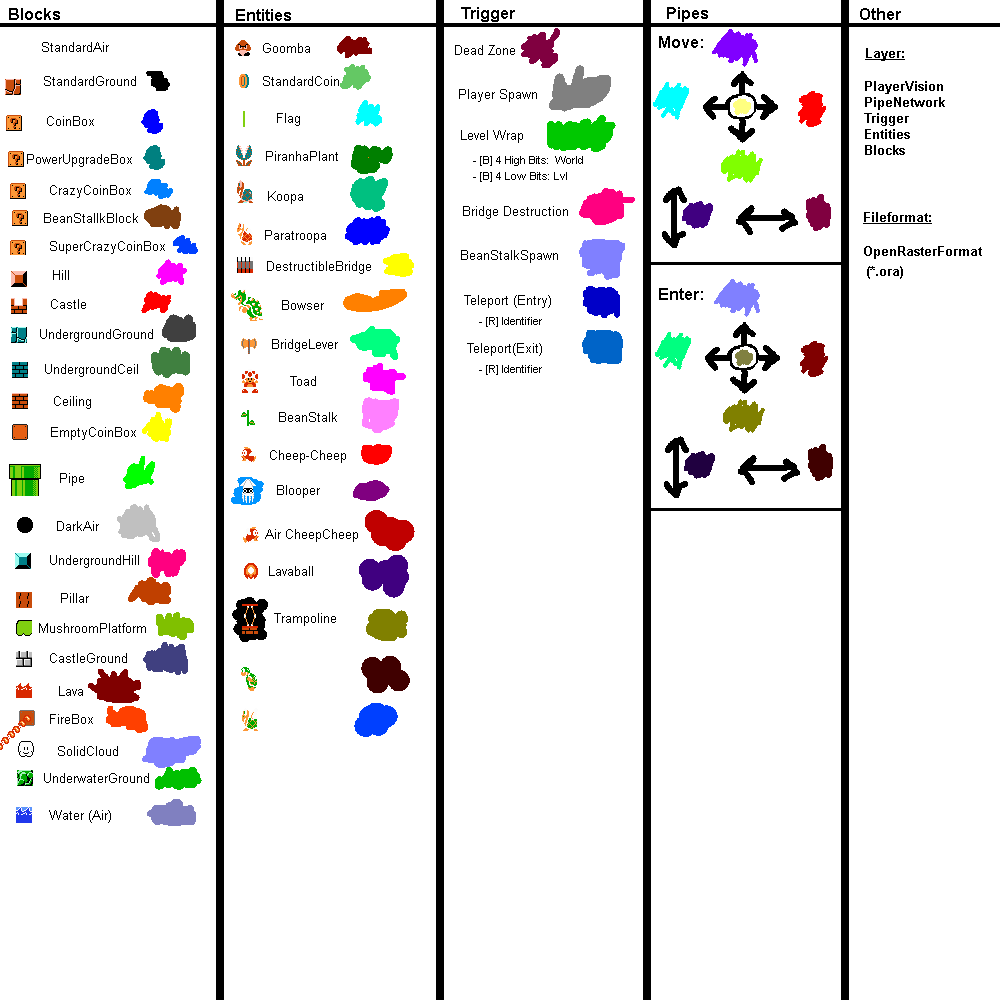 Blocks
StandardAir
StandardGround
CoinBox
PowerUpgradeBox
CrazyCoinBox
BeanStallkBlock
SuperCrazyCoinBox
Hill
Castle
UndergroundGround
UndergroundCeil
Ceiling
EmptyCoinBox
Pipe
DarkAir
UndergroundHill
Pillar
MushroomPlatform
CastleGround
Lava
FireBox
SolidCloud
UnderwaterGround
Water (Air)
Entities
Goomba
StandardCoin
Flag
PiranhaPlant
Koopa
Paratroopa
DestructibleBridge
Bowser
BridgeLever
Toad
BeanStalk
Cheep-Cheep
Blooper
Air CheepCheep
Lavaball
Trampoline
Trigger
Dead Zone
Player Spawn
Level Wrap
- [B] 4 High Bits: World
- [B] 4 Low Bits: Lvl
Bridge Destruction
BeanStalkSpawn
Teleport (Entry)
- [R] Identifier
Teleport(Exit)
- [R] Identifier
Pipes
Move:
Enter:
Other
Layer:
PlayerVision
PipeNetwork
Trigger
Entities
Blocks
Fileformat:
OpenRasterFormat
(*.ora)